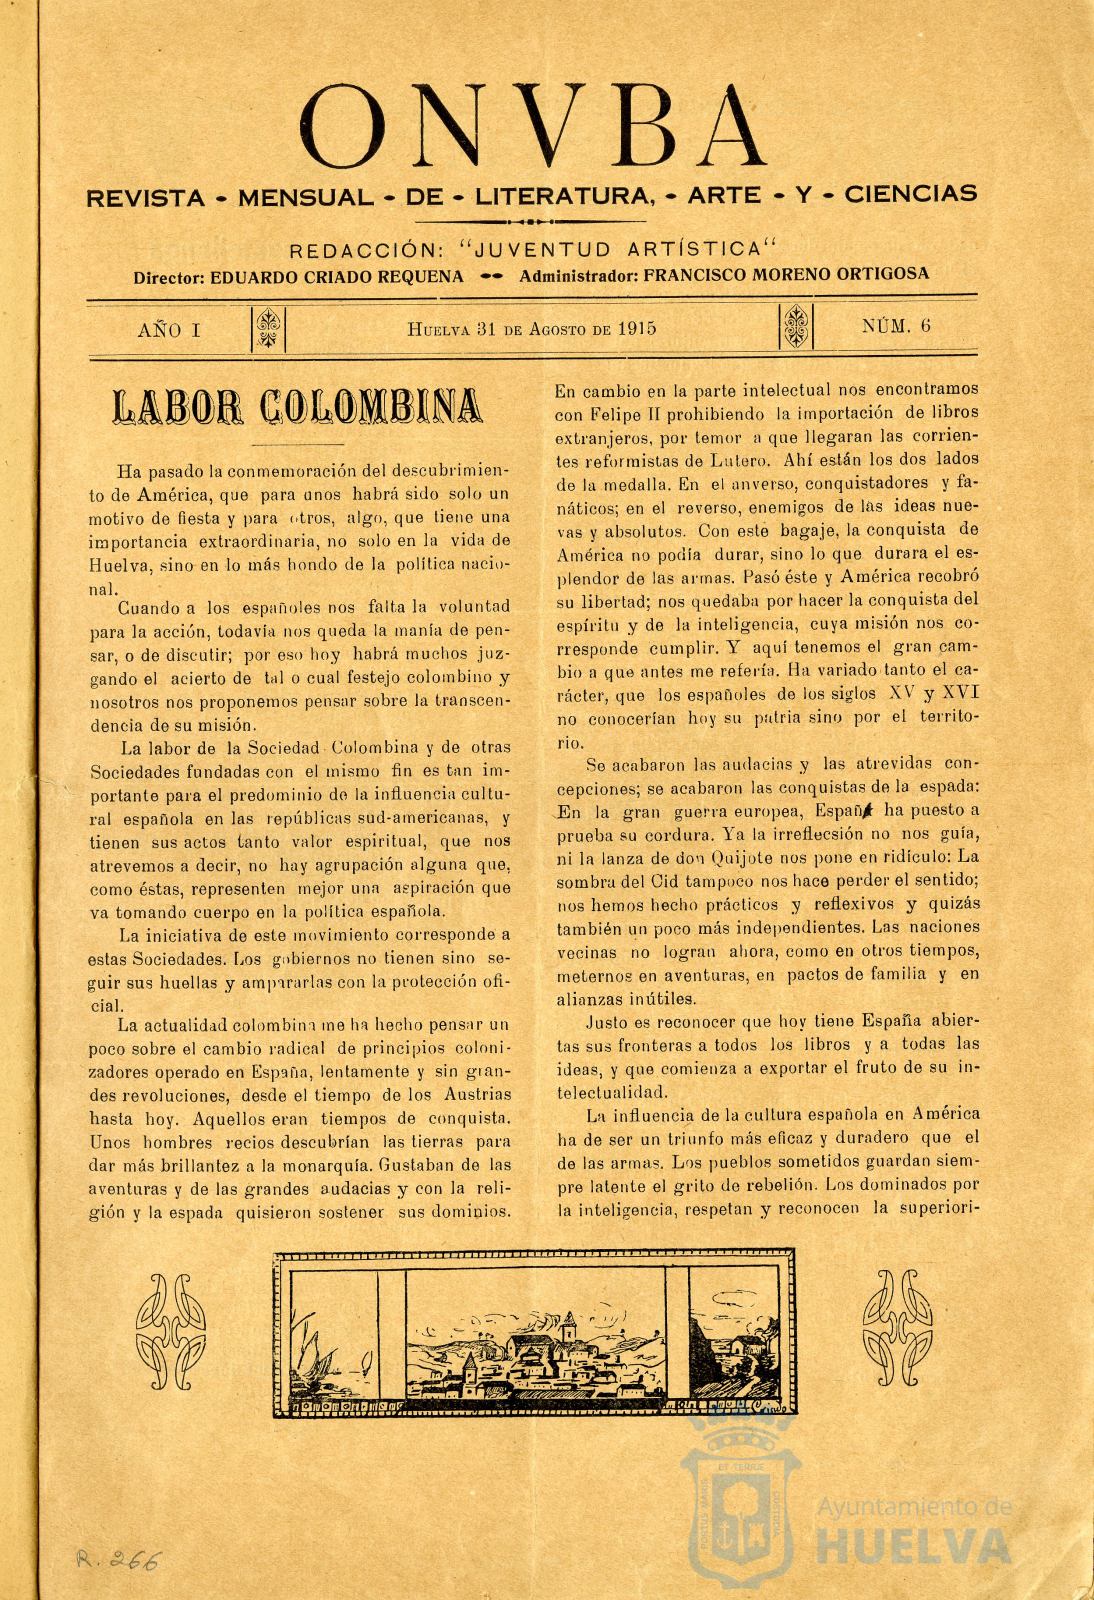 ONVBA
REVISTA - MENSUAL - DE - LITERATURA, - ARTE - Y - CIENCIAS
REDACCIÓN: "JUVENTUD ARTÍSTICA"
Director: EDUARDO CRIADO REQUENA -- Administrador: FRANCISCO MORENO ORTIGOSA
AÑO I
HUELVA 31 DE AGOSTO DE 1915
NÚM. 6
LABOR COLOMBINA
Ha pasado la conmemoración del descubrimien-
to de América, que para unos habrá sido solo un
motivo de fiesta y para otros, algo, que tiene una
importancia extraordinaria, no solo en la vida de
Huelva, sino en lo más hondo de la política nacio-
nal.
Cuando a los españoles nos falta la voluntad
para la acción, todavía nos queda la manía de pen-
sar, o de discutir; por eso hoy habrá muchos juz-
gando el acierto de tal o cual festejo colombino y
nosotros nos proponemos pensar sobre la transcen-
dencia de su misión.
La labor de la Sociedad Colombina y de otras
Sociedades fundadas con el mismo fin es tan im-
portante para el predominio de la influencia cultu-
ral española en las repúblicas sud-americanas, y
tienen sus actos tanto valor espiritual, que nos
atrevemos a decir, no hay agrupación alguna que,
como éstas, representen mejor una aspiración que
va tomando cuerpo en la política española.
La iniciativa de este movimiento corresponde a
estas Sociedades. Los gobiernos no tienen sino se-
guir sus huellas y ampararlas con la protección ofi-
cial.
La actualidad colombina me ha hecho pensar un
poco sobre el cambio radical de principios coloni-
zadores operado en España, lentamente y sin gran-
des revoluciones, desde el tiempo de los Austrias
hasta hoy. Aquellos eran tiempos de conquista.
Unos hombres recios descubrían las tierras para
dar más brillantez a la monarquía. Gustaban de las
aventuras y de las grandes audacias y con la reli-
gión y la espada quisieron sostener sus dominios.
En cambio en la parte intelectual nos encontramos
con Felipe II prohibiendo la importación de libros
extranjeros, por temor a que llegaran las corrien-
tes reformistas de Lutero. Ahí están los dos lados
de la medalla. En el anverso, conquistadores y fa-
náticos; en el reverso, enemigos de las ideas nue-
vas y absolutos. Con este bagaje, la conquista de
América no podía durar, sino lo que durara el es-
plendor de las armas. Pasó éste y América recobró
su libertad; nos quedaba por hacer la conquista del
espíritu y de la inteligencia, cuya misión nos co-
rresponde cumplir. Y aquí tenemos el gran cam-
bio a que antes me refería. Ha variado tanto el ca-
rácter, que los españoles de los siglos XV y XVI
no conocerían hoy su patria sino por el territo-
rio.
Se acabaron las audacias y las atrevidas con-
cepciones; se acabaron las conquistas de la espada:
En la gran guerra europea, España ha puesto a
prueba su cordura. Ya la irreflecsión no nos guía,
ni la lanza de don Quijote nos pone en ridículo: La
sombra del Cid tampoco nos hace perder el sentido;
nos hemos hecho prácticos y reflexivos y quizás
también un poco más independientes. Las naciones
vecinas no logran ahora, como en otros tiempos,
meternos en aventuras, en pactos de familia y en
alianzas inútiles.
Justo es reconocer que hoy tiene España abier-
tas sus fronteras a todos los libros y a todas las
ideas, y que comienza a exportar el fruto de su in-
telectualidad.
La influencia de la cultura española en América
ha de ser un triunfo más eficaz y duradero que el
de las armas. Los pueblos sometidos guardan siem-
pre latente el grito de rebelión. Los dominados por
la inteligencia, respetan y reconocen la superiori-
Criado
PORTUS MARIS
ET TERRAE
CUSTODIA
Ayuntamiento de
HUELVA
R. 266